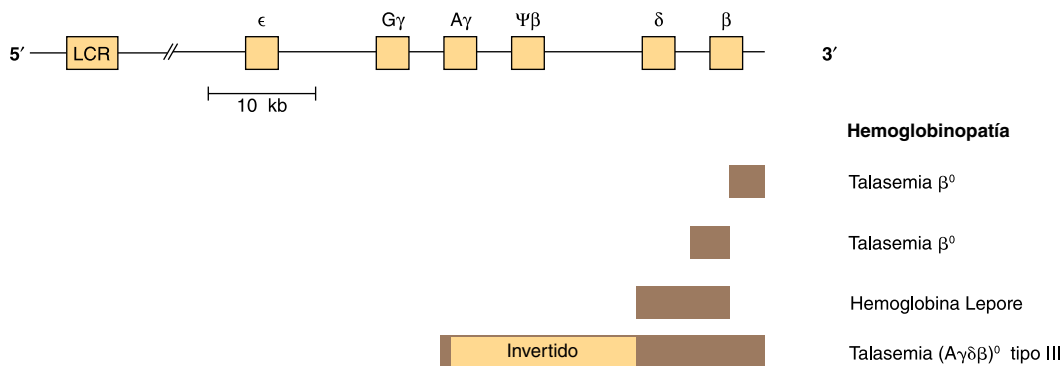 ϵ Gγ Aγ Ψβ δ β
5′ LCR 3′
10 kb
Hemoglobinopatía
Talasemia β⁰
Talasemia β⁰
Hemoglobina Lepore
Invertido Talasemia (Aγδβ)⁰ tipo III